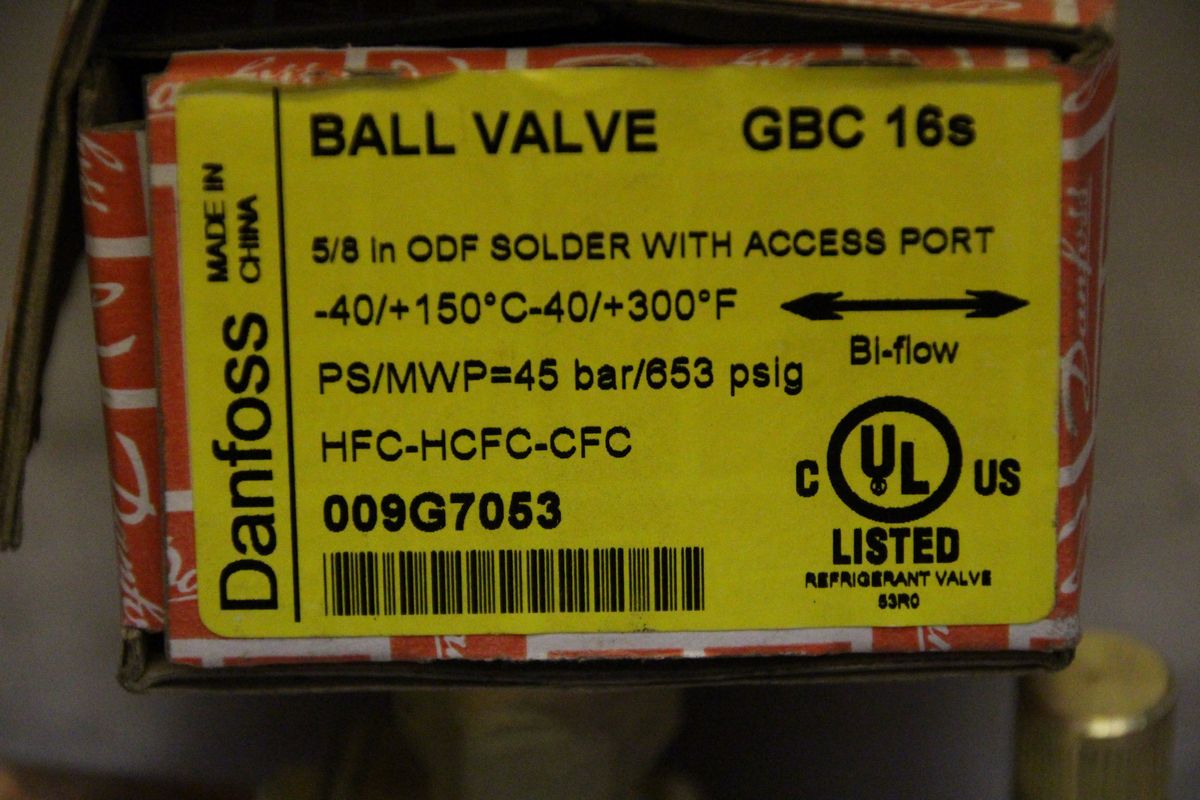 BALL VALVE GBC 16s
MADE IN
CHINA
Danfoss
5/8 in ODF SOLDER WITH ACCESS PORT
-40/+150°C-40/+300°F
Bi-flow
PS/MWP=45 bar/653 psig
HFC-HCFC-CFC
009G7053
C UL US
LISTED
REFRIGERANT VALVE
53R0
Danfoss